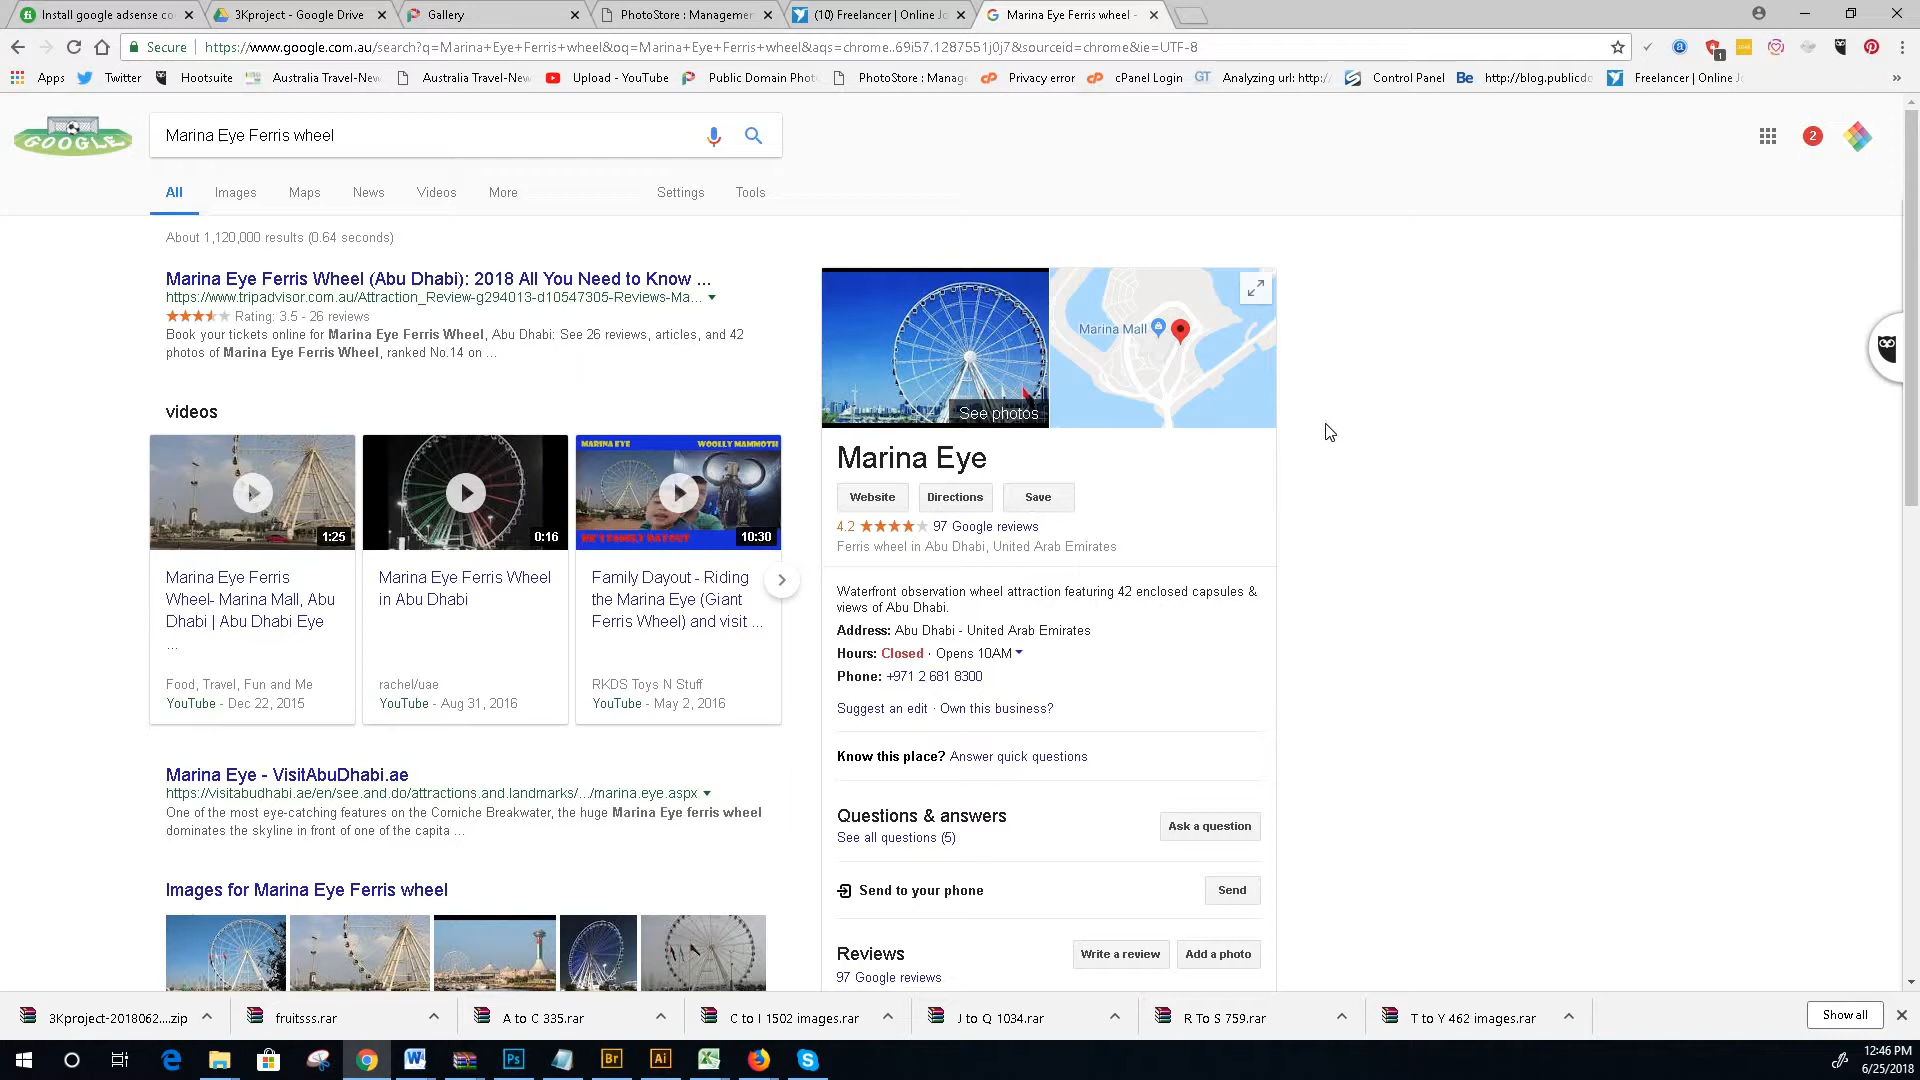 Install google adsense co
3Kproject - Google Drive
Gallery
PhotoStore : Managemen
(10) Freelancer | Online Jo
Marina Eye Ferris wheel -
Secure
https://www.google.com.au/search?q=Marina+Eye+Ferris+wheel&oq=Marina+Eye+Ferris+wheel&aqs=chrome..69i57.1287551j0j7&sourceid=chrome&ie=UTF-8
1
Apps
Twitter
Hootsuite
Australia Travel-New
Australia Travel-New
Upload - YouTube
Public Domain Phot
PhotoStore : Manag
Privacy error
cPanel Login
GT
Analyzing url: http:/
Control Panel
Be
http://blog.publicdo
Freelancer | Online J
»
GOOGLE
Marina Eye Ferris wheel
2
All
Images
Maps
News
Videos
More
Settings
Tools
About 1,120,000 results (0.64 seconds)
Marina Eye Ferris Wheel (Abu Dhabi): 2018 All You Need to Know ...
https://www.tripadvisor.com.au/Attraction_Review-g294013-d10547305-Reviews-Ma...
Rating: 3.5 - 26 reviews
Book your tickets online for Marina Eye Ferris Wheel, Abu Dhabi: See 26 reviews, articles, and 42
photos of Marina Eye Ferris Wheel, ranked No.14 on ...
videos
1:25
Marina Eye Ferris
Wheel- Marina Mall, Abu
Dhabi | Abu Dhabi Eye
...
Food, Travel, Fun and Me
YouTube - Dec 22, 2015
0:16
Marina Eye Ferris Wheel
in Abu Dhabi
rachel/uae
YouTube - Aug 31, 2016
MARINA EYE
WOOLLY MAMMOTH
10:30
Family Dayout - Riding
the Marina Eye (Giant
Ferris Wheel) and visit ...
RKDS Toys N Stuff
YouTube - May 2, 2016
Marina Eye - VisitAbuDhabi.ae
https://visitabudhabi.ae/en/see.and.do/attractions.and.landmarks/.../marina.eye.aspx
One of the most eye-catching features on the Corniche Breakwater, the huge Marina Eye ferris wheel
dominates the skyline in front of one of the capita ...
Images for Marina Eye Ferris wheel
See photos
Marina Mall
Marina Eye
Website
Directions
Save
4.2
97 Google reviews
Ferris wheel in Abu Dhabi, United Arab Emirates
Waterfront observation wheel attraction featuring 42 enclosed capsules &
views of Abu Dhabi.
Address: Abu Dhabi - United Arab Emirates
Hours: Closed · Opens 10AM
Phone: +971 2 681 8300
Suggest an edit · Own this business?
Know this place? Answer quick questions
Questions & answers
See all questions (5)
Ask a question
Send to your phone
Send
Reviews
97 Google reviews
Write a review
Add a photo
3Kproject-2018062....zip
fruitsss.rar
A to C 335.rar
C to I 1502 images.rar
J to Q 1034.rar
R To S 759.rar
T to Y 462 images.rar
Show all
Ps
Br
Ai
12:46 PM
6/25/2018